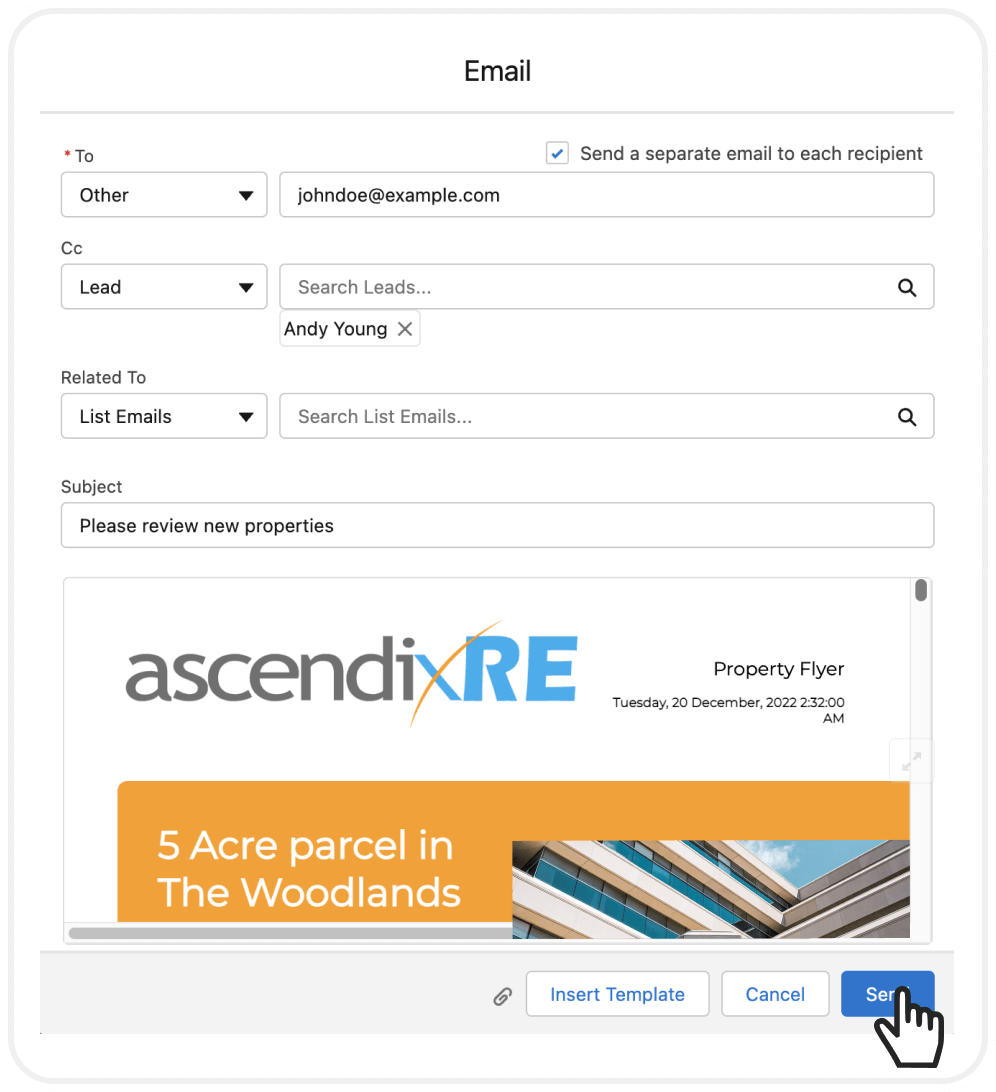 Email
* To
Send a separate email to each recipient
Other
johndoe@example.com
Cc
Lead
Search Leads...
Andy Young
Related To
List Emails
Search List Emails...
Subject
Please review new properties
ascendixRE
Property Flyer
Tuesday, 20 December, 2022 2:32:00
AM
5 Acre parcel in
The Woodlands
Insert Template
Cancel